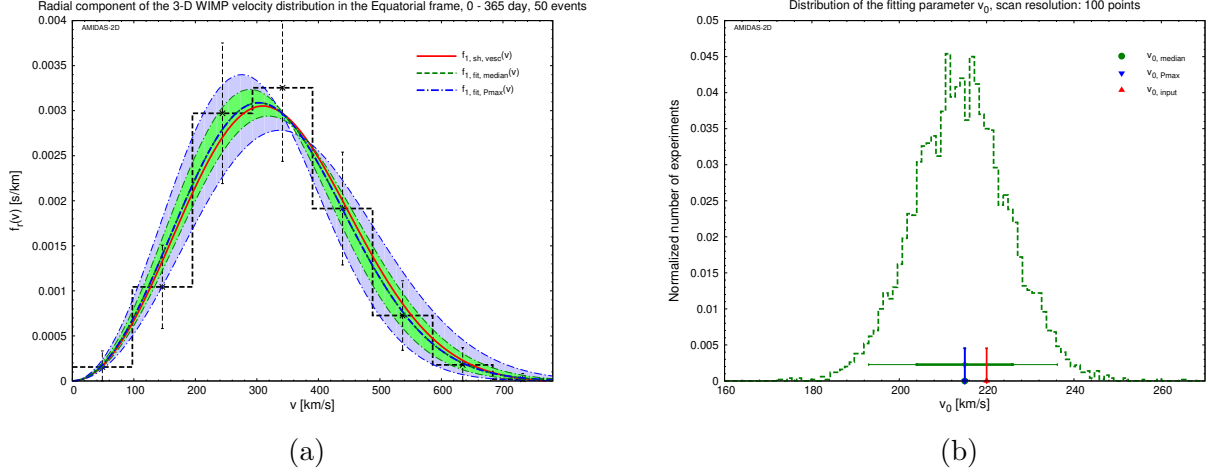 Radial component of the 3-D WIMP velocity distribution in the Equatorial frame, 0 - 365 day, 50 events
AMIDAS-2D
f1, sh, vesc(v)
f1, fit, median(v)
f1, fit, Pmax(v)
fr(v) [s/km]
0.004
0.0035
0.003
0.0025
0.002
0.0015
0.001
0.0005
0
0 100 200 300 400 500 600 700
v [km/s]
(a)
Distribution of the fitting parameter v0, scan resolution: 100 points
AMIDAS-2D
v0, median
v0, Pmax
v0, input
Normalized number of experiments
0.05
0.045
0.04
0.035
0.03
0.025
0.02
0.015
0.01
0.005
0
160 180 200 220 240 260
v0 [km/s]
(b)